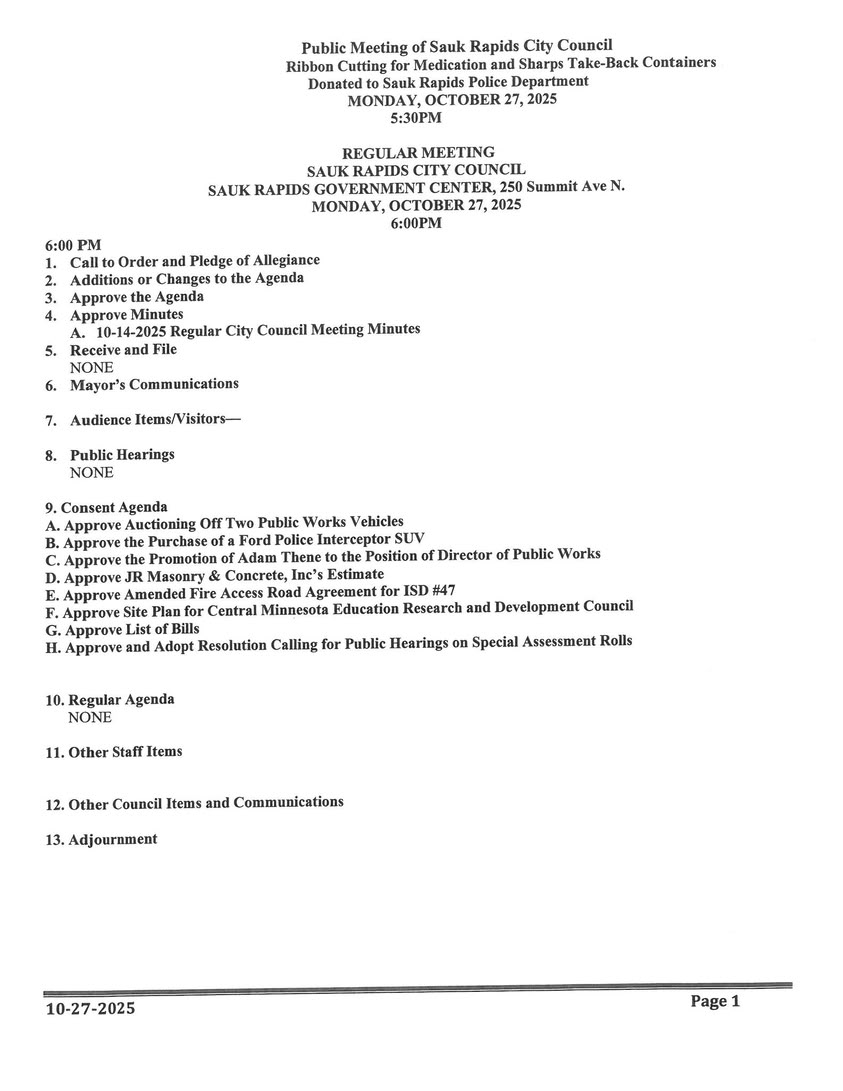 Public Meeting of Sauk Rapids City Council
Ribbon Cutting for Medication and Sharps Take-Back Containers
Donated to Sauk Rapids Police Department
MONDAY, OCTOBER 27, 2025
5:30PM
REGULAR MEETING
SAUK RAPIDS CITY COUNCIL
SAUK RAPIDS GOVERNMENT CENTER, 250 Summit Ave N.
MONDAY, OCTOBER 27, 2025
6:00PM
6:00 PM
1. Call to Order and Pledge of Allegiance
2. Additions or Changes to the Agenda
3. Approve the Agenda
4. Approve Minutes
A. 10-14-2025 Regular City Council Meeting Minutes
5. Receive and File
NONE
6. Mayor's Communications
7. Audience Items/Visitors—
8. Public Hearings
NONE
9. Consent Agenda
A. Approve Auctioning Off Two Public Works Vehicles
B. Approve the Purchase of a Ford Police Interceptor SUV
C. Approve the Promotion of Adam Thene to the Position of Director of Public Works
D. Approve JR Masonry & Concrete, Inc's Estimate
E. Approve Amended Fire Access Road Agreement for ISD #47
F. Approve Site Plan for Central Minnesota Education Research and Development Council
G. Approve List of Bills
H. Approve and Adopt Resolution Calling for Public Hearings on Special Assessment Rolls
10. Regular Agenda
NONE
11. Other Staff Items
12. Other Council Items and Communications
13. Adjournment
10-27-2025 Page 1